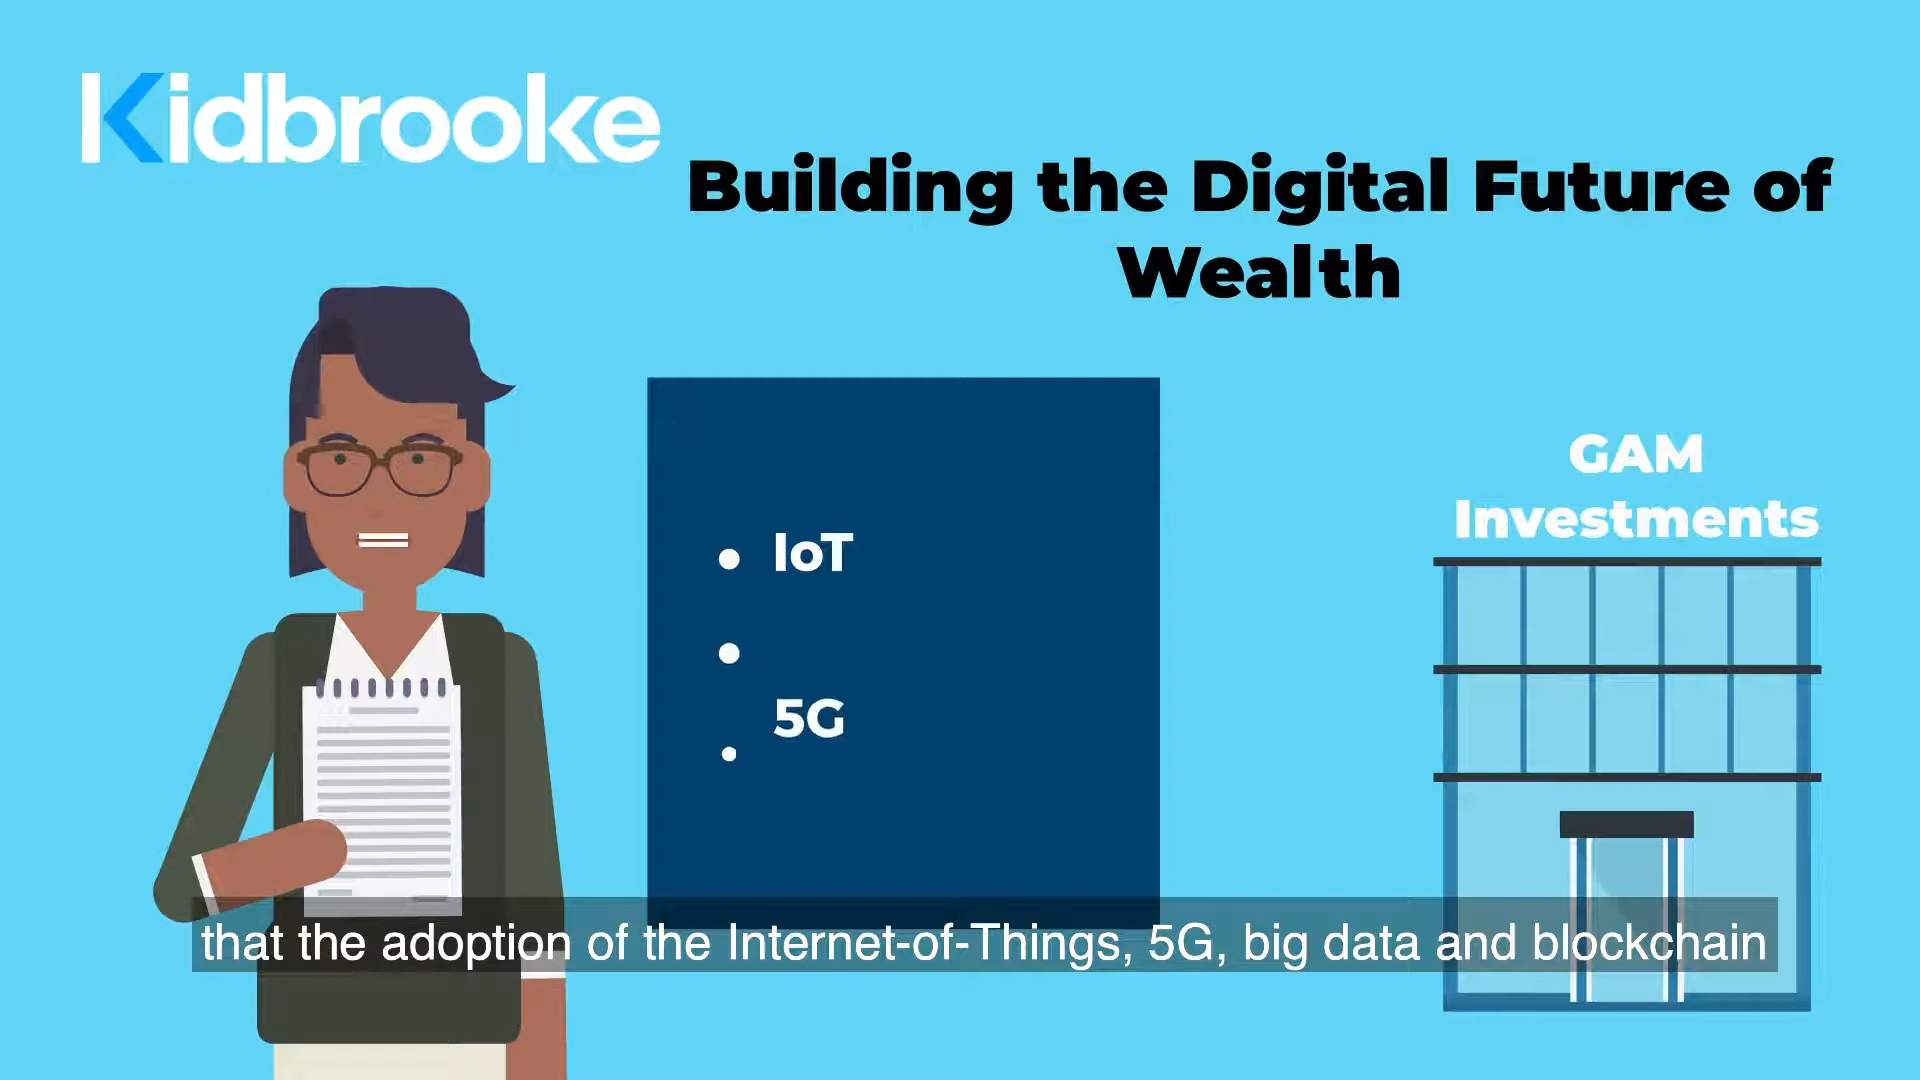 Kidbrooke
Building the Digital Future of
Wealth
• IoT
•
5G
•
GAM
Investments
that the adoption of the Internet-of-Things, 5G, big data and blockchain